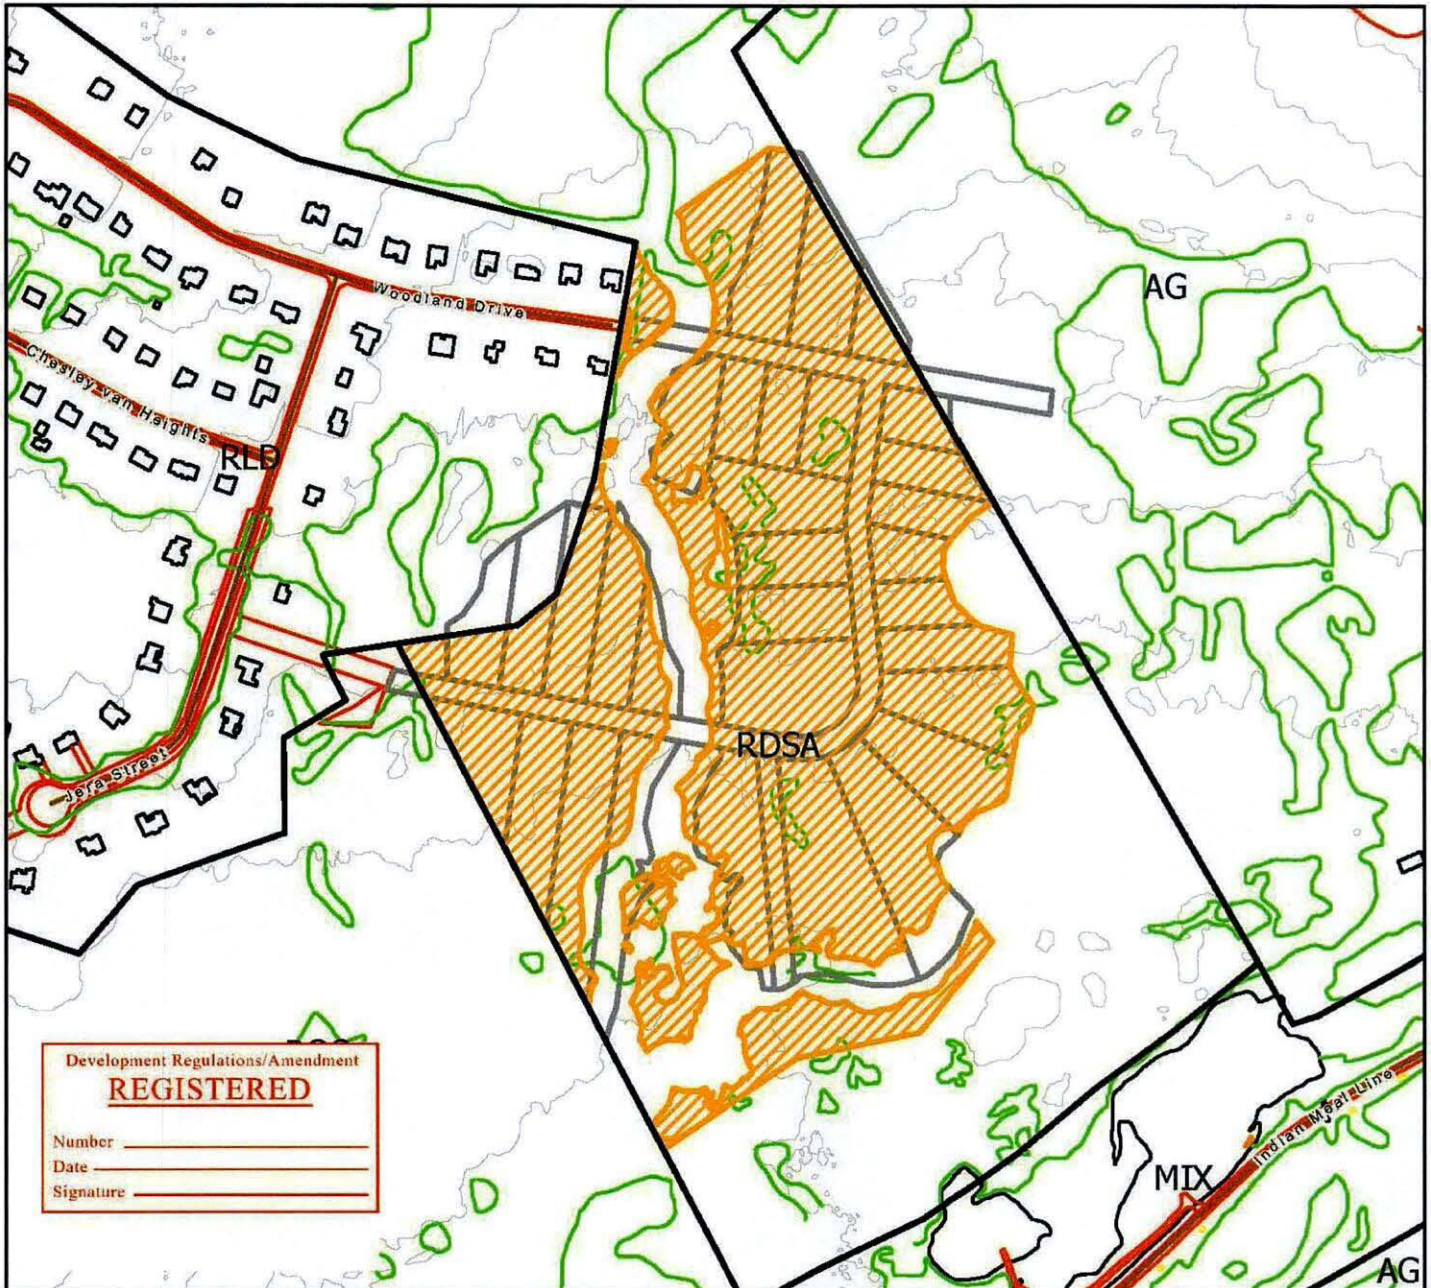 AG
Woodland Drive
Chesley van Heights
RLD
RDSA
Jera Street
Development Regulations/Amendment
REGISTERED
Number
Date
Signature
Indian Meal Line
MIX
AG